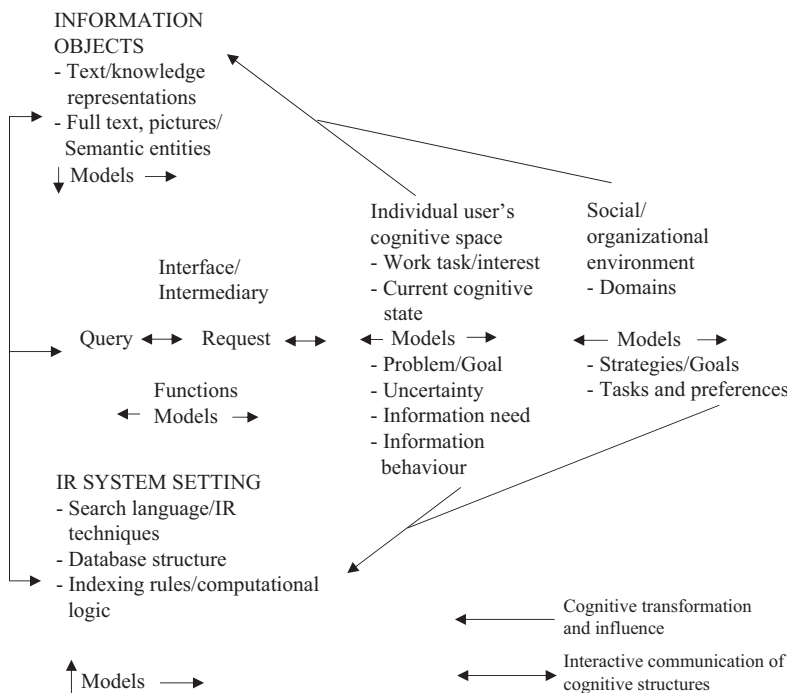 INFORMATION
OBJECTS
- Text/knowledge
representations
- Full text, pictures/
Semantic entities
Models
Interface/
Intermediary
Query
Request
Functions
Models
Individual user's
cognitive space
- Work task/interest
- Current cognitive
state
Models
- Problem/Goal
- Uncertainty
- Information need
- Information
behaviour
Social/
organizational
environment
- Domains
Models
- Strategies/Goals
- Tasks and preferences
IR SYSTEM SETTING
- Search language/IR
techniques
- Database structure
- Indexing rules/computational
logic
Models
Cognitive transformation
and influence
Interactive communication of
cognitive structures